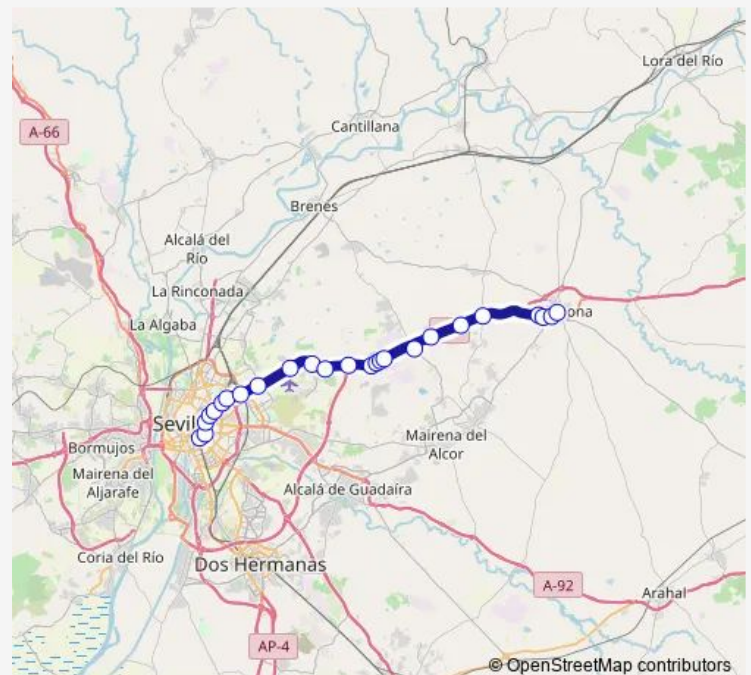 Lora del Río
A-66
Cantillana
Brenes
Alcalá del
Río
La Rinconada
La Algaba
ona
Sevil
Mairena del
Alcor
Bormujos
Mairena del
Aljarafe
Alcalá de Guadaíra
Coria del Río
Dos Hermanas
A-92
Arahal
AP-4
© OpenStreetMap contributors